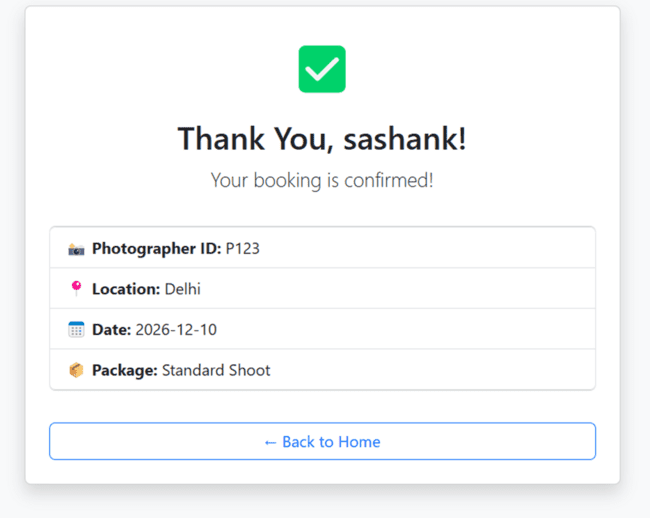 Thank You, sashank!
Your booking is confirmed!
📸 Photographer ID: P123
📍 Location: Delhi
📅 Date: 2026-12-10
📦 Package: Standard Shoot
← Back to Home